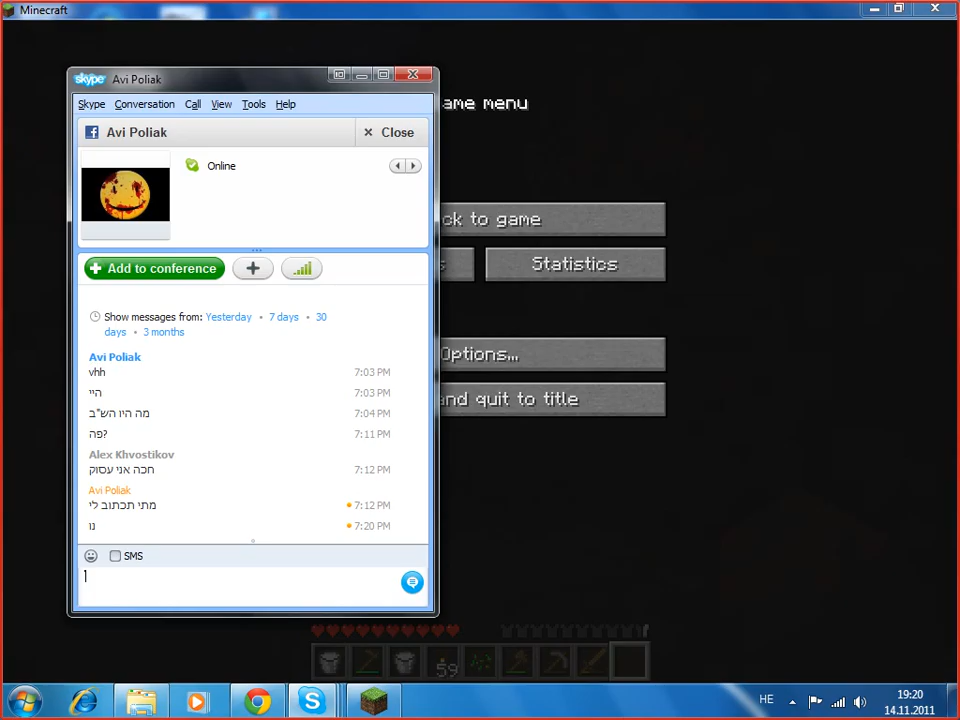 Minecraft
skype Avi Poliak
Skype Conversation Call View Tools Help
Avi Poliak
Close
Online
Add to conference
Show messages from: Yesterday • 7 days • 30
days • 3 months
Avi Poliak
vhh 7:03 PM
היי 7:03 PM
מה היו הש"ב 7:04 PM
פה? 7:11 PM
Alex Khvostikov
חכה אני עסוק 7:12 PM
Avi Poliak
מתי תכתוב לי 7:12 PM
נו 7:20 PM
SMS
ame menu
ck to game
s
Statistics
Options...
and quit to title
59
HE
19:20
14.11.2011